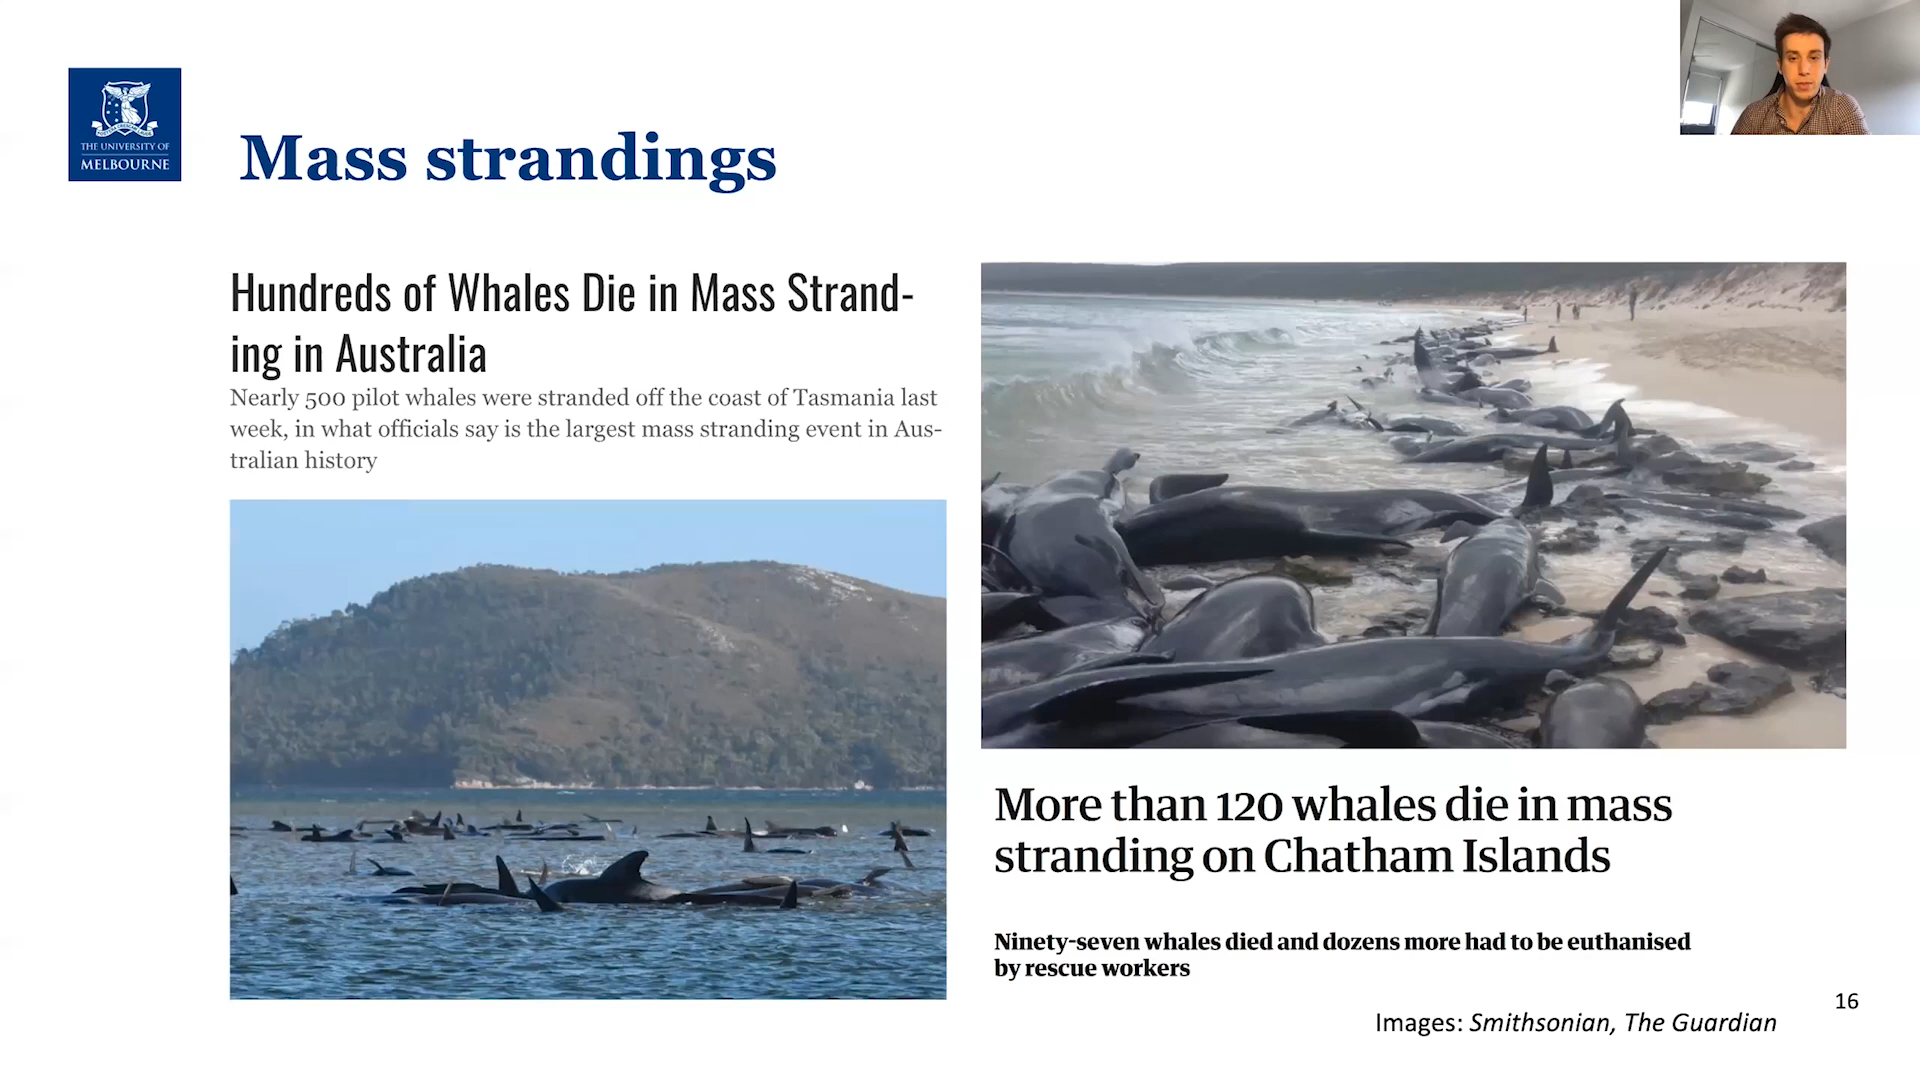 THE UNIVERSITY OF
MELBOURNE
Mass strandings
Hundreds of Whales Die in Mass Strand-
ing in Australia
Nearly 500 pilot whales were stranded off the coast of Tasmania last
week, in what officials say is the largest mass stranding event in Aus-
tralian history
More than 120 whales die in mass
stranding on Chatham Islands
Ninety-seven whales died and dozens more had to be euthanised
by rescue workers
16
Images: Smithsonian, The Guardian